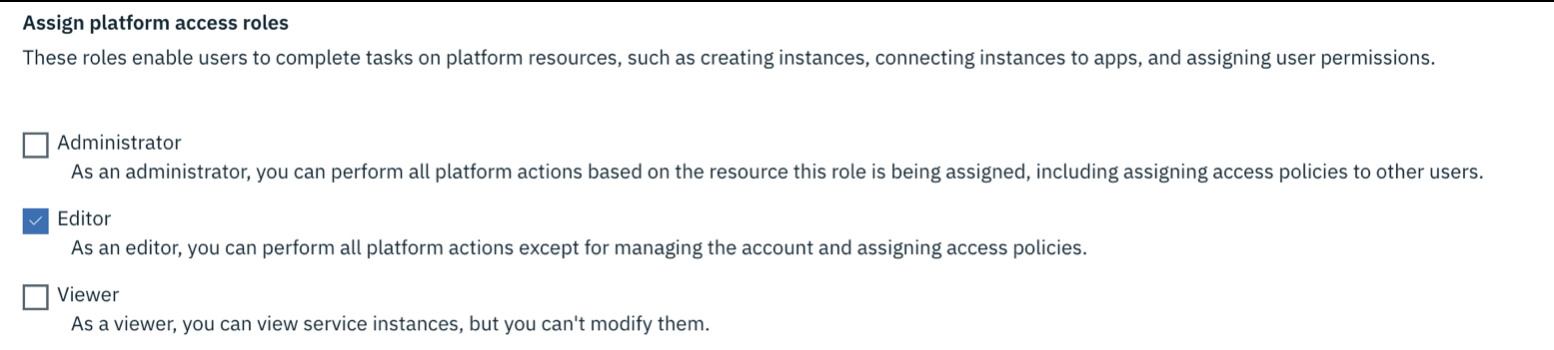 Assign platform access roles
These roles enable users to complete tasks on platform resources, such as creating instances, connecting instances to apps, and assigning user permissions.
Administrator
As an administrator, you can perform all platform actions based on the resource this role is being assigned, including assigning access policies to other users.
Editor
As an editor, you can perform all platform actions except for managing the account and assigning access policies.
Viewer
As a viewer, you can view service instances, but you can't modify them.